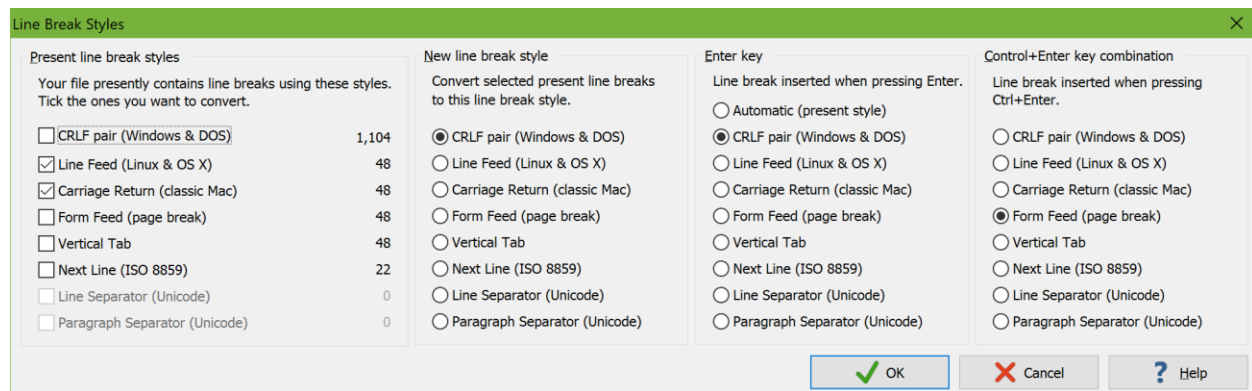 Line Break Styles
Present line break styles
Your file presently contains line breaks using these styles.
Tick the ones you want to convert.
CRLF pair (Windows & DOS) 1,104
Line Feed (Linux & OS X) 48
Carriage Return (classic Mac) 48
Form Feed (page break) 48
Vertical Tab 48
Next Line (ISO 8859) 22
Line Separator (Unicode) 0
Paragraph Separator (Unicode) 0
New line break style
Convert selected present line breaks
to this line break style.
CRLF pair (Windows & DOS)
Line Feed (Linux & OS X)
Carriage Return (classic Mac)
Form Feed (page break)
Vertical Tab
Next Line (ISO 8859)
Line Separator (Unicode)
Paragraph Separator (Unicode)
Enter key
Line break inserted when pressing Enter.
Automatic (present style)
CRLF pair (Windows & DOS)
Line Feed (Linux & OS X)
Carriage Return (classic Mac)
Form Feed (page break)
Vertical Tab
Next Line (ISO 8859)
Line Separator (Unicode)
Paragraph Separator (Unicode)
Control+Enter key combination
Line break inserted when pressing
Ctrl+Enter.
CRLF pair (Windows & DOS)
Line Feed (Linux & OS X)
Carriage Return (classic Mac)
Form Feed (page break)
Vertical Tab
Next Line (ISO 8859)
Line Separator (Unicode)
Paragraph Separator (Unicode)
OK
Cancel
Help